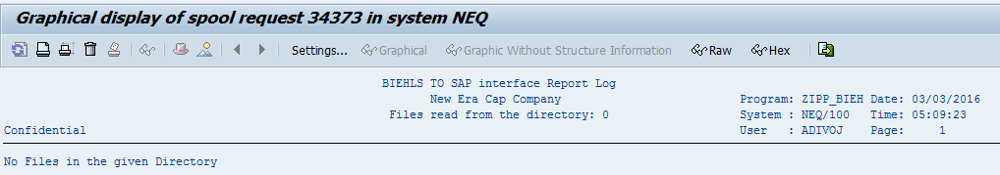 Graphical display of spool request 34373 in system NEQ
Settings... Graphical Graphic Without Structure Information Raw Hex
BIEHLS TO SAP interface Report Log
New Era Cap Company Program: ZIPP_BIEH Date: 03/03/2016
Files read from the directory: 0 System : NEQ/100 Time: 05:09:23
Confidential User : ADIVOJ Page: 1
No Files in the given Directory